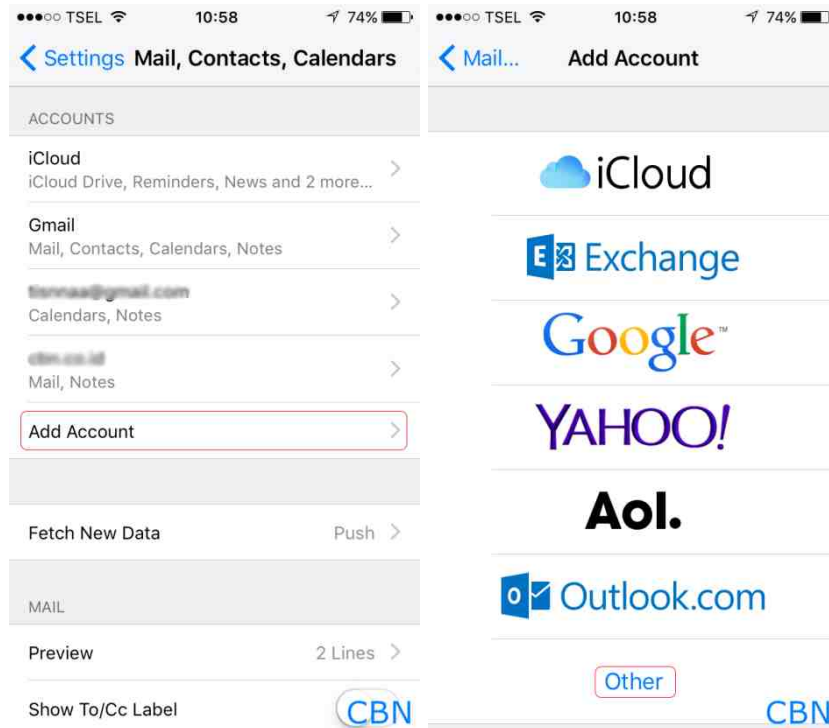 TSEL 10:58 74%
Settings Mail, Contacts, Calendars
ACCOUNTS
iCloud
iCloud Drive, Reminders, News and 2 more...
Gmail
Mail, Contacts, Calendars, Notes
Calendars, Notes
Mail, Notes
Add Account
Fetch New Data Push
MAIL
Preview 2 Lines
Show To/Cc Label
CBN
TSEL 10:58 74%
Mail... Add Account
iCloud
E Exchange
Google™
YAHOO!
Aol.
o Outlook.com
Other
CBN